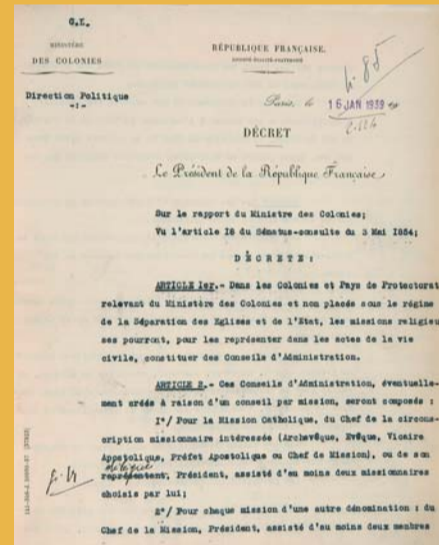 G.L.
MINISTÈRE
DES COLONIES
RÉPUBLIQUE FRANÇAISE.
LIBERTÉ-ÉGALITÉ-FRATERNITÉ
Direction Politique
Paris, le 16 JAN 1939
DÉCRET
Le Président de la République Française
Sur le rapport du Ministre des Colonies;
Vu l'article 18 du Sénatus-consulte du 3 Mai 1854;
DÉCRETE :
ARTICLE Ier.- Dans les Colonies et Pays de Protectorat
relevant du Ministère des Colonies et non placés sous le régime
de la Séparation des Eglises et de l'Etat, les missions religieu
ses pourront, pour les représenter dans les actes de la vie
civile, constituer des Conseils d'Administration.
ARTICLE 2.- Ces Conseils d'Administration, éventuelle-
ment créés à raison d'un conseil par mission, seront composés :
I°/ Pour la Mission Catholique, du Chef de la circons-
cription missionnaire intéressée (Archevêque, Evêque, Vicaire
Apostolique, Préfet Apostolique ou Chef de Mission), ou de son
délégué
représentant, Président, assisté d'au moins deux missionnaires
choisis par lui;
2°/ Pour chaque mission d'une autre dénomination : du
Chef de la Mission, Président, assisté d'au moins deux membres